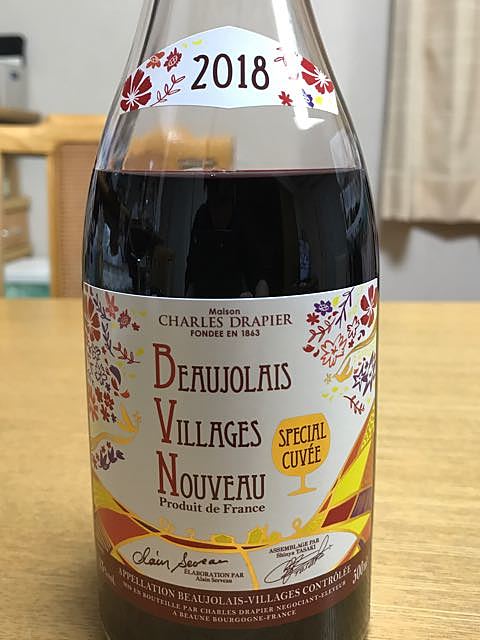 2018
Maison
CHARLES DRAPIER
FONDEE EN 1863
BEAUJOLAIS
VILLAGES
NOUVEAU
SPECIAL
CUVÉE
Produit de France
Alain Serveau
ÉLABORATION PAR
Alain Serveau
ASSEMBLAGE PAR
Shinya TASAKI
APPELLATION BEAUJOLAIS-VILLAGES CONTRÔLÉE
MIS EN BOUTEILLE PAR CHARLES DRAPIER NEGOCIANT-ELEVEUR
A BEAUNE BOURGOGNE-FRANCE